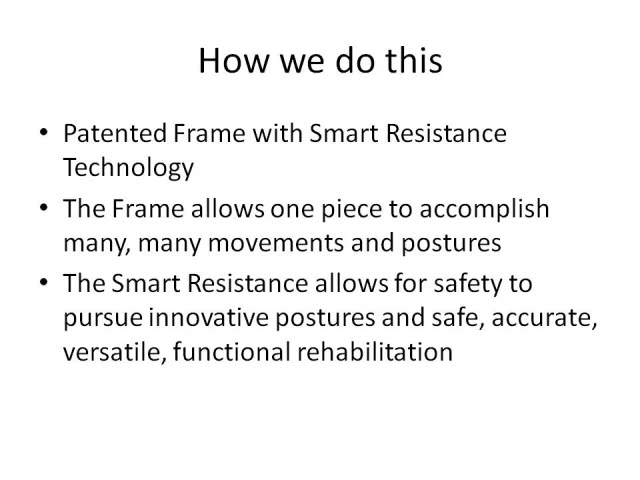 How we do this
• Patented Frame with Smart Resistance
Technology
• The Frame allows one piece to accomplish
many, many movements and postures
• The Smart Resistance allows for safety to
pursue innovative postures and safe, accurate,
versatile, functional rehabilitation